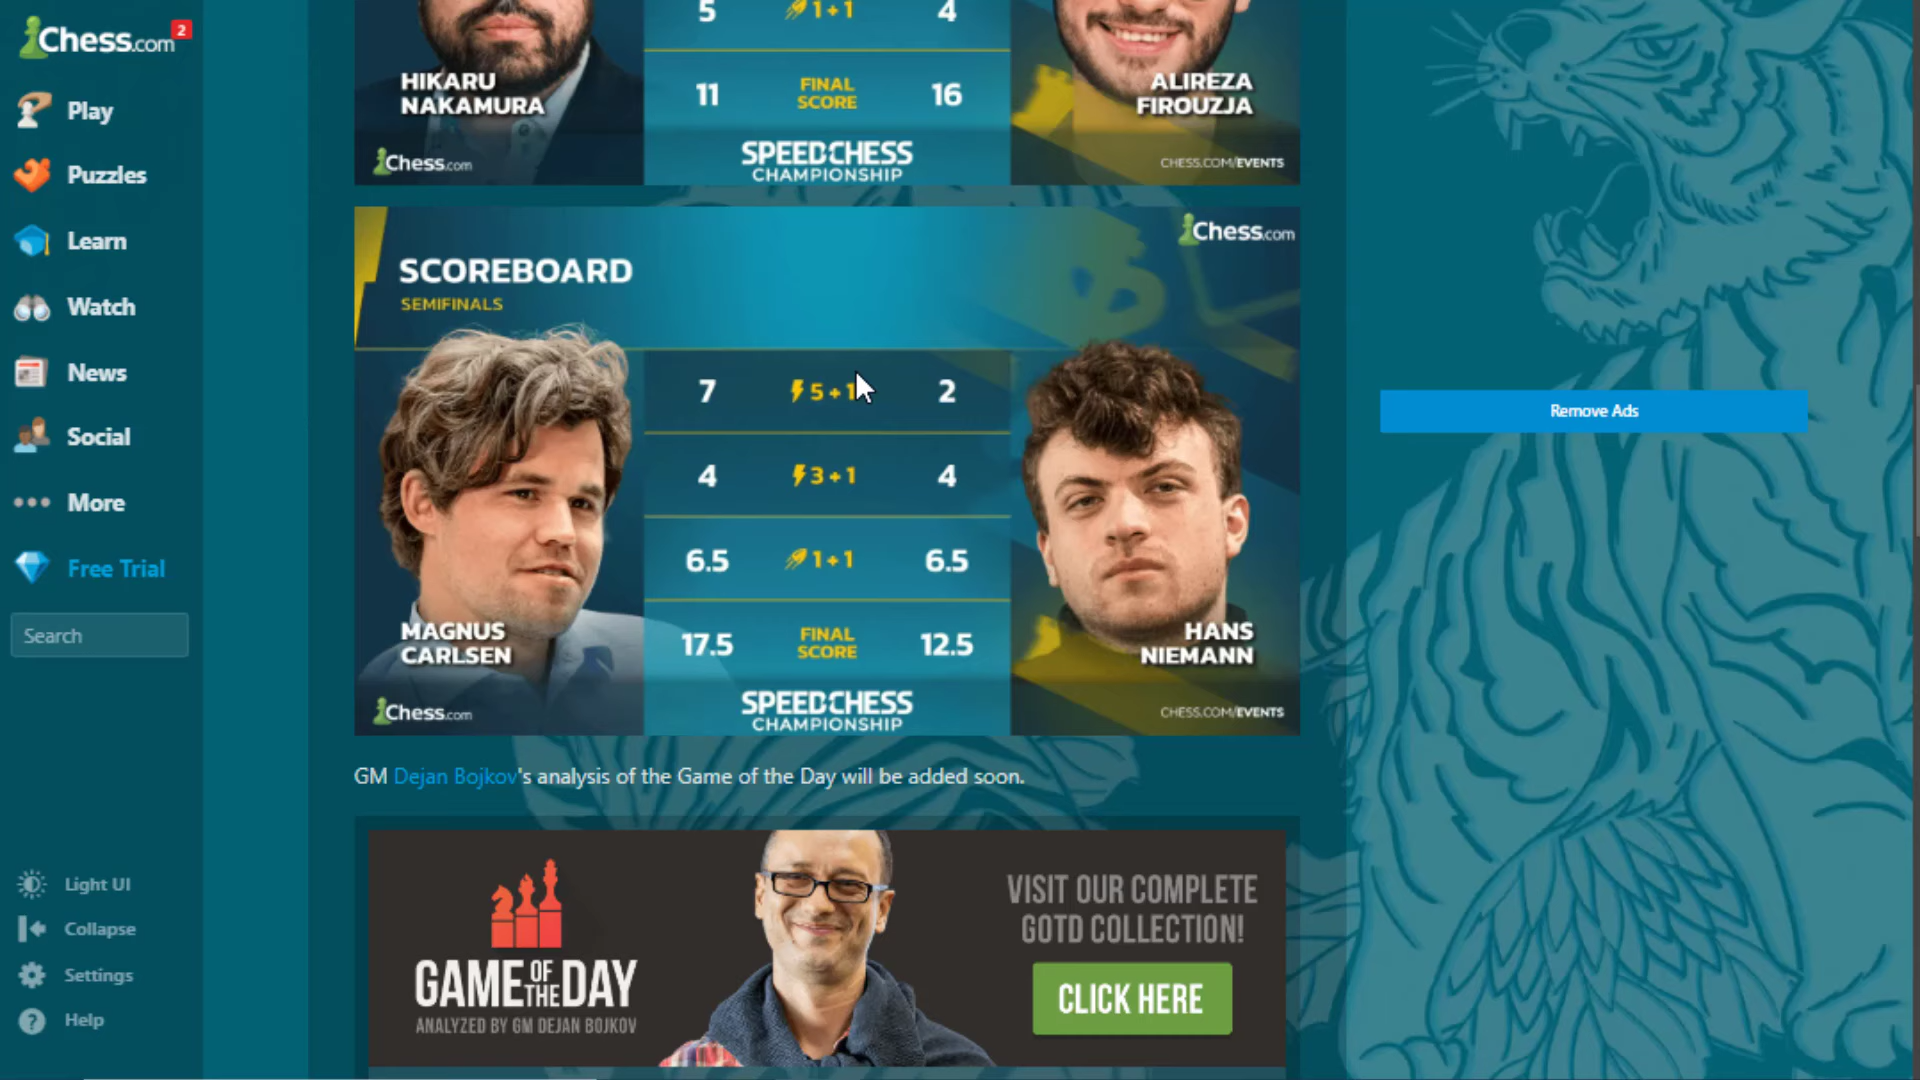 Chess.com 2
Play
Puzzles
Learn
Watch
News
Social
More
Free Trial
Search
Light UI
Collapse
Settings
Help
5 1+1 4
HIKARU
NAKAMURA
11 FINAL
SCORE 16
ALIREZA
FIROUZJA
Chess.com
SPEED CHESS
CHAMPIONSHIP
CHESS.COM/EVENTS
Chess.com
SCOREBOARD
SEMIFINALS
7 5+1 2
4 3+1 4
6.5 1+1 6.5
MAGNUS
CARLSEN
17.5 FINAL
SCORE 12.5
HANS
NIEMANN
Chess.com
SPEED CHESS
CHAMPIONSHIP
CHESS.COM/EVENTS
Remove Ads
GM Dejan Bojkov's analysis of the Game of the Day will be added soon.
GAME OF THE DAY
ANALYZED BY GM DEJAN BOJKOV
VISIT OUR COMPLETE
GOTD COLLECTION!
CLICK HERE